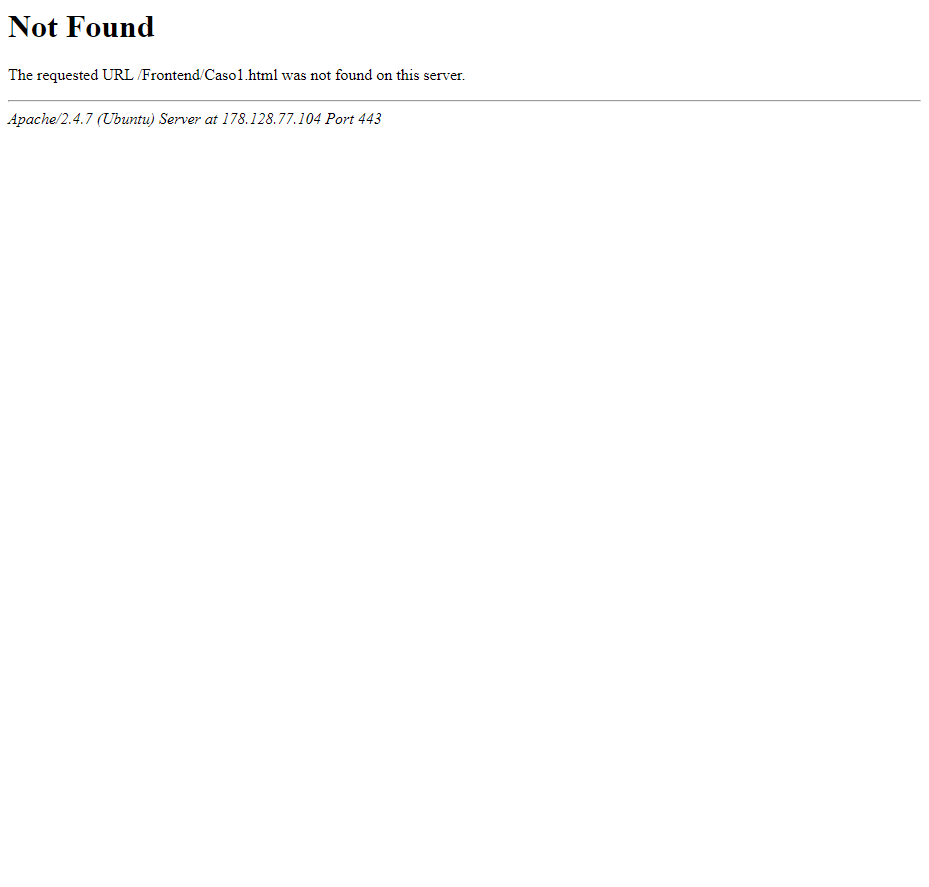 Not Found
The requested URL /Frontend/Caso1.html was not found on this server.
Apache/2.4.7 (Ubuntu) Server at 178.128.77.104 Port 443